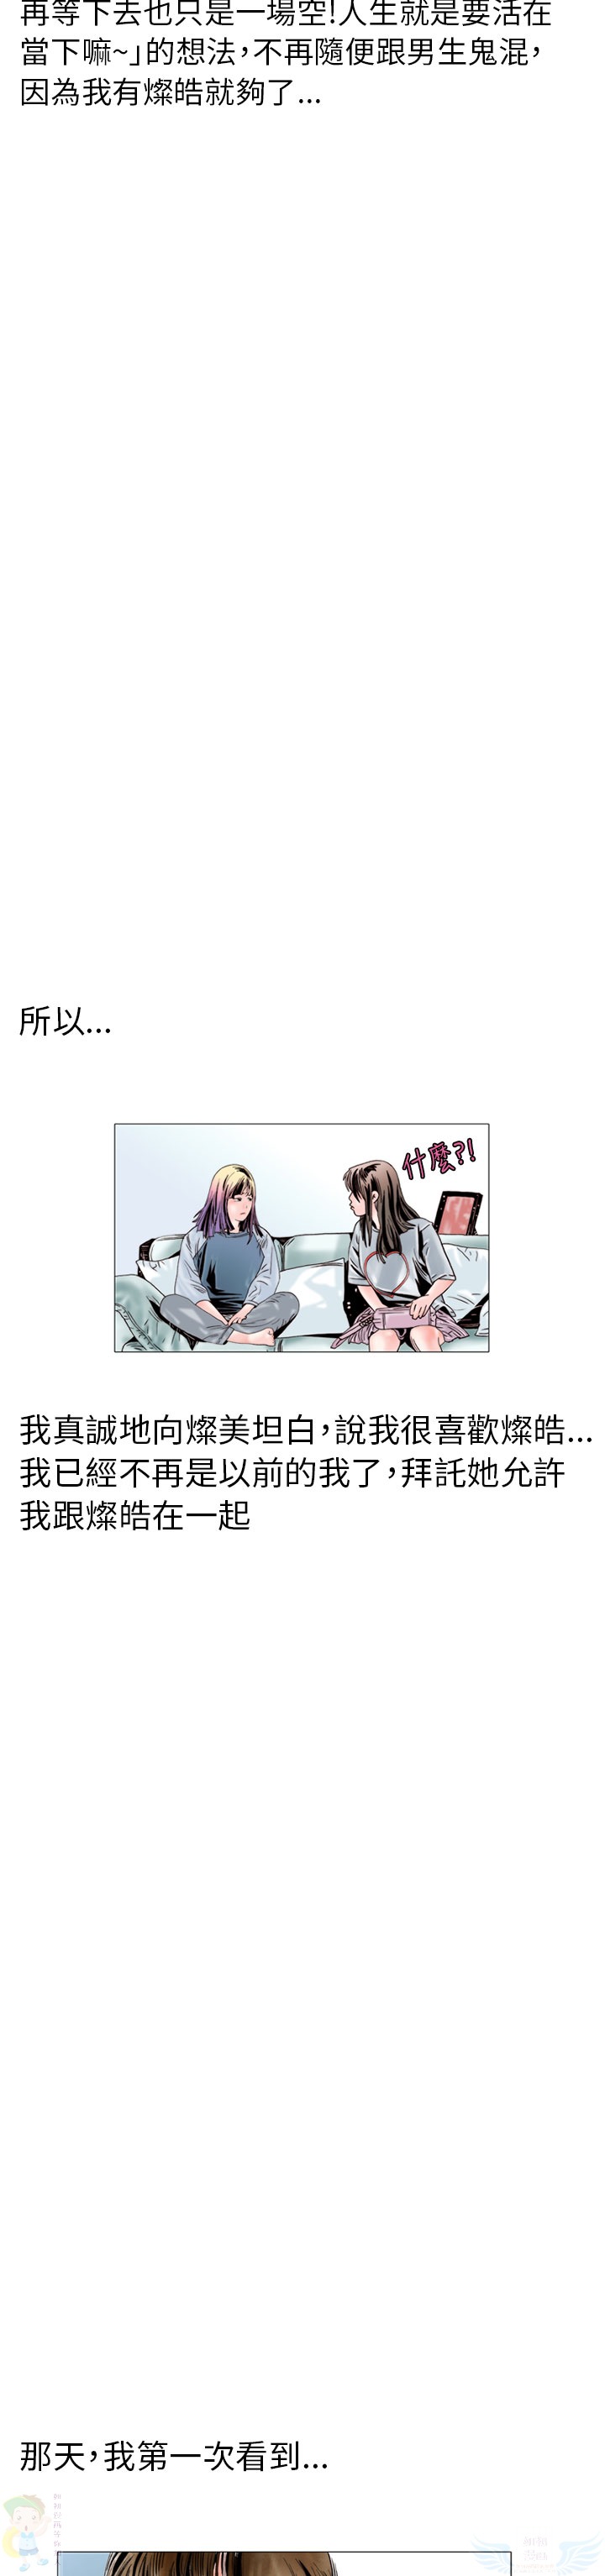 再等下去也只是一場空!人生就是要活在
當下嘛~」的想法,不再隨便跟男生鬼混,
因為我有燦皓就夠了...
所以...
什麼?!
我真誠地向燦美坦白,說我很喜歡燦皓...
我已經不再是以前的我了,拜託她允許
我跟燦皓在一起
那天,我第一次看到...